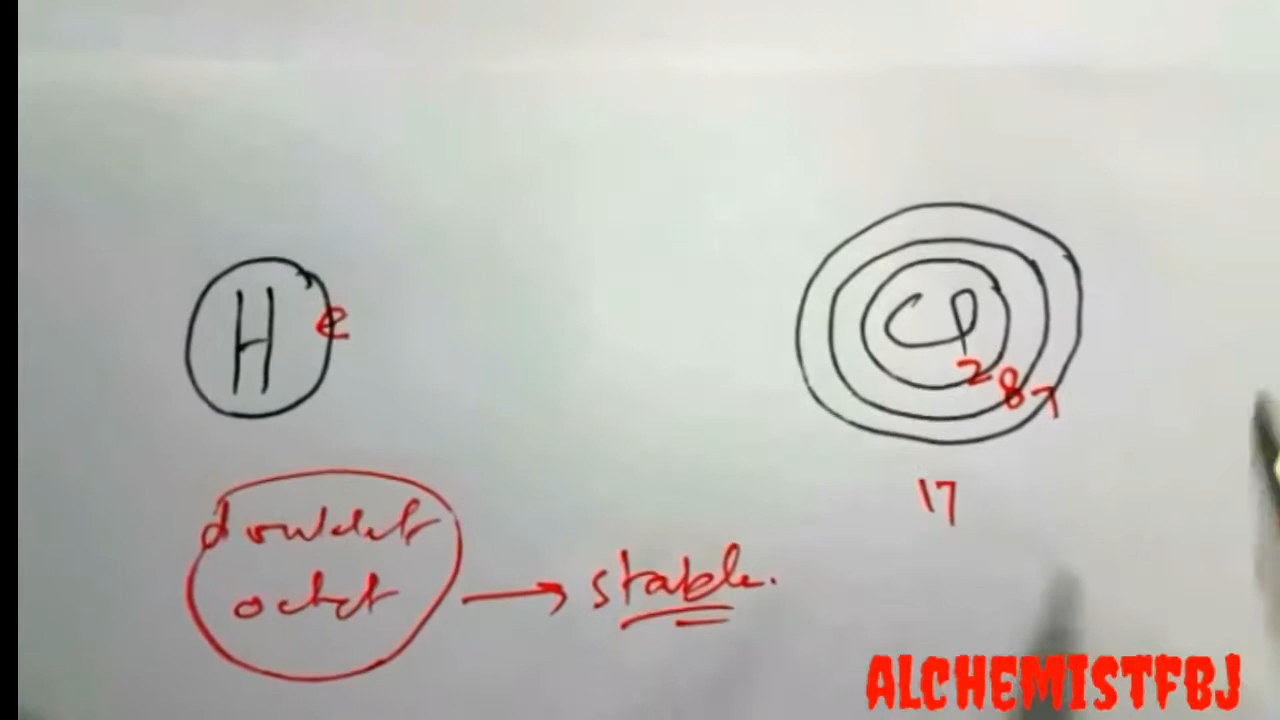 H
e
Cl
2 8 7
17
doublet
octet
stable.
ALCHEMISTFBJ